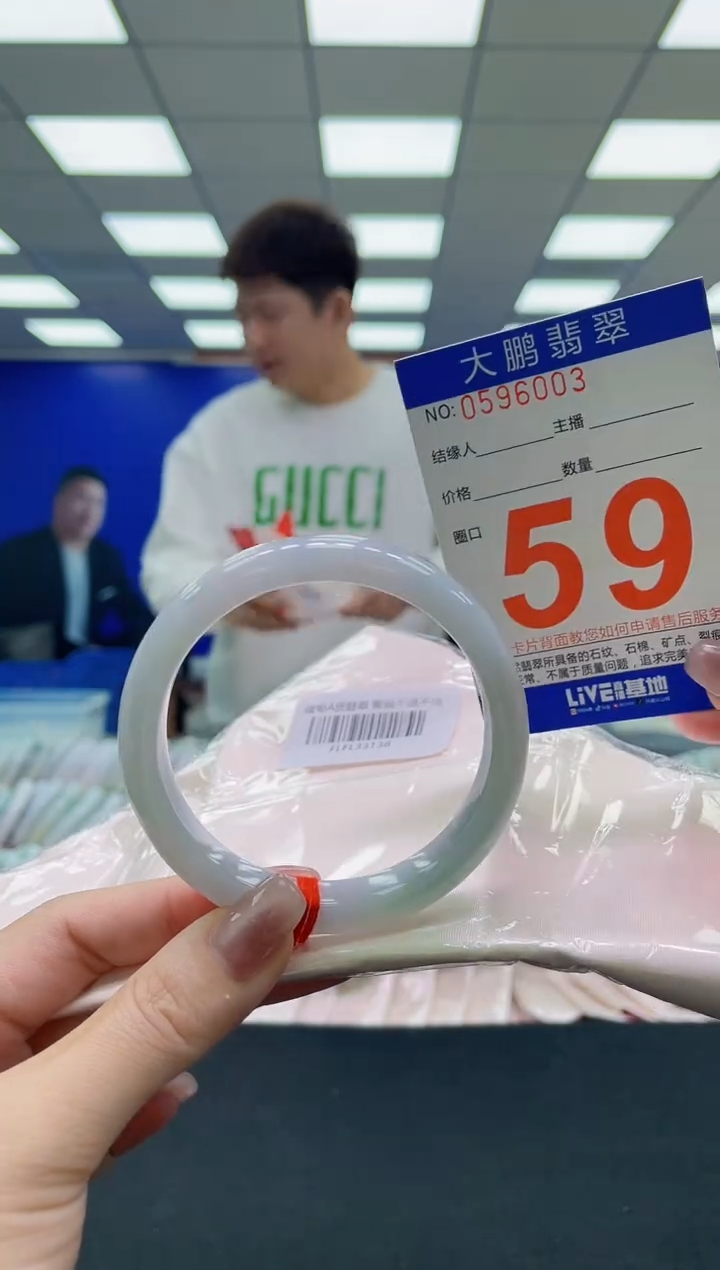 大鹏翡翠
NO: 0596003
结缘人 主播
价格 数量
圈口 59
卡片背面教您如何申请售后服务
翡翠所具备的石纹、石棉、矿点、裂
常、不属于质量问题，追求完美
LiVE 基地
GUCCI